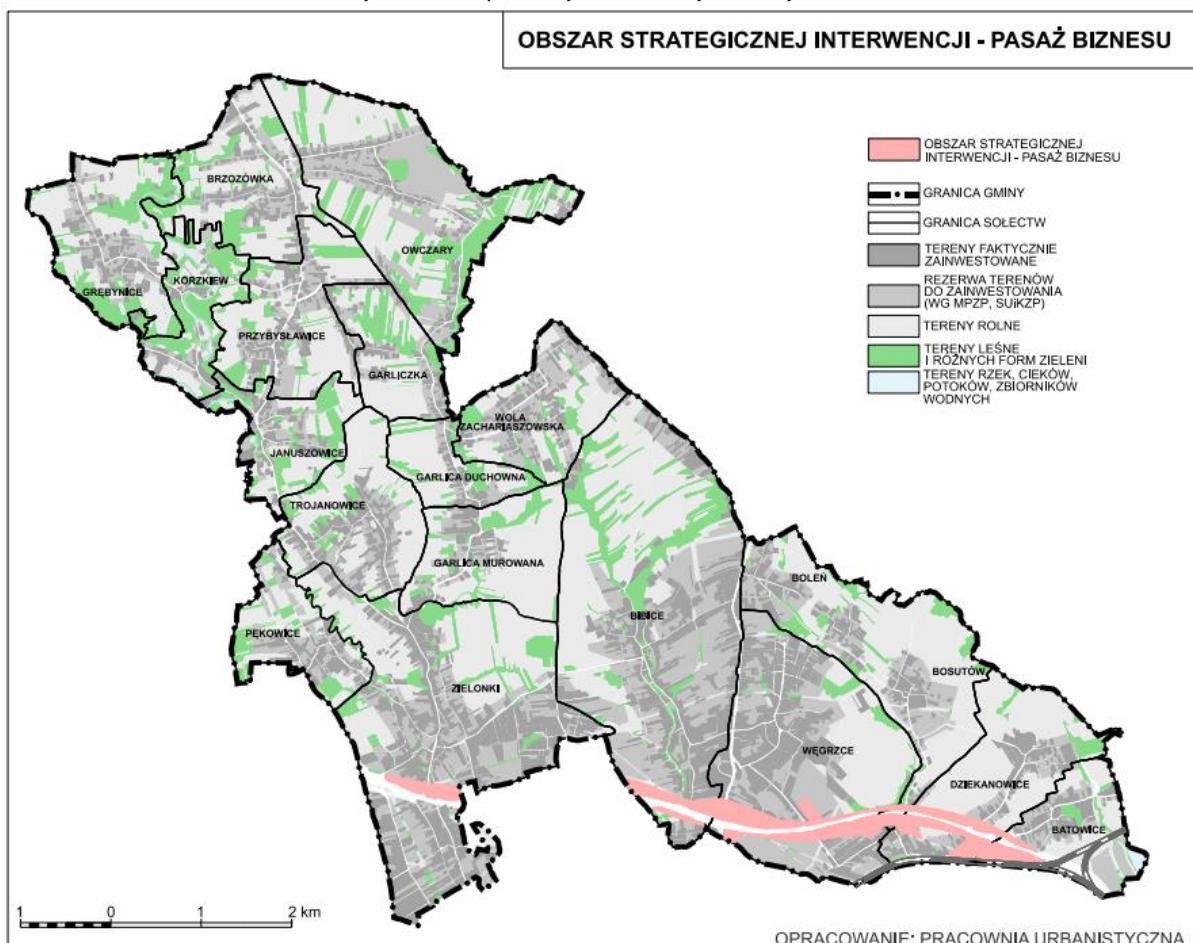 OBSZAR STRATEGICZNEJ INTERWENCJI - PASAŻ BIZNESU
OBSZAR STRATEGICZNEJ
INTERWENCJI - PASAŻ BIZNESU
GRANICA GMINY
GRANICA SOŁECTW
TERENY FAKTYCZNIE
ZAINWESTOWANE
REZERWA TERENÓW
DO ZAINWESTOWANIA
(WG MPZP, SUiKZP)
TERENY ROLNE
TERENY LEŚNE
I RÓŻNYCH FORM ZIELENI
TERENY RZEK, CIEKÓW,
POTOKÓW, ZBIORNIKÓW
WODNYCH
BRZOZÓWKA
OWCZARY
KORZKIEW
GRĘBYNICE
PRZYBYSŁAWICE
GARLICZKA
WOLA
ZACHARIASZOWSKA
JANUSZOWICE
GARLICA DUCHOWNA
TROJANOWICE
GARLICA MUROWANA
BOLEŃ
BIBICE
PĘKOWICE
BOSUTÓW
ZIELONKI
WĘGRZCE
DZIEKANOWICE
BATOWICE
1 0 1 2 km
OPRACOWANIE: PRACOWNIA URBANISTYCZNA